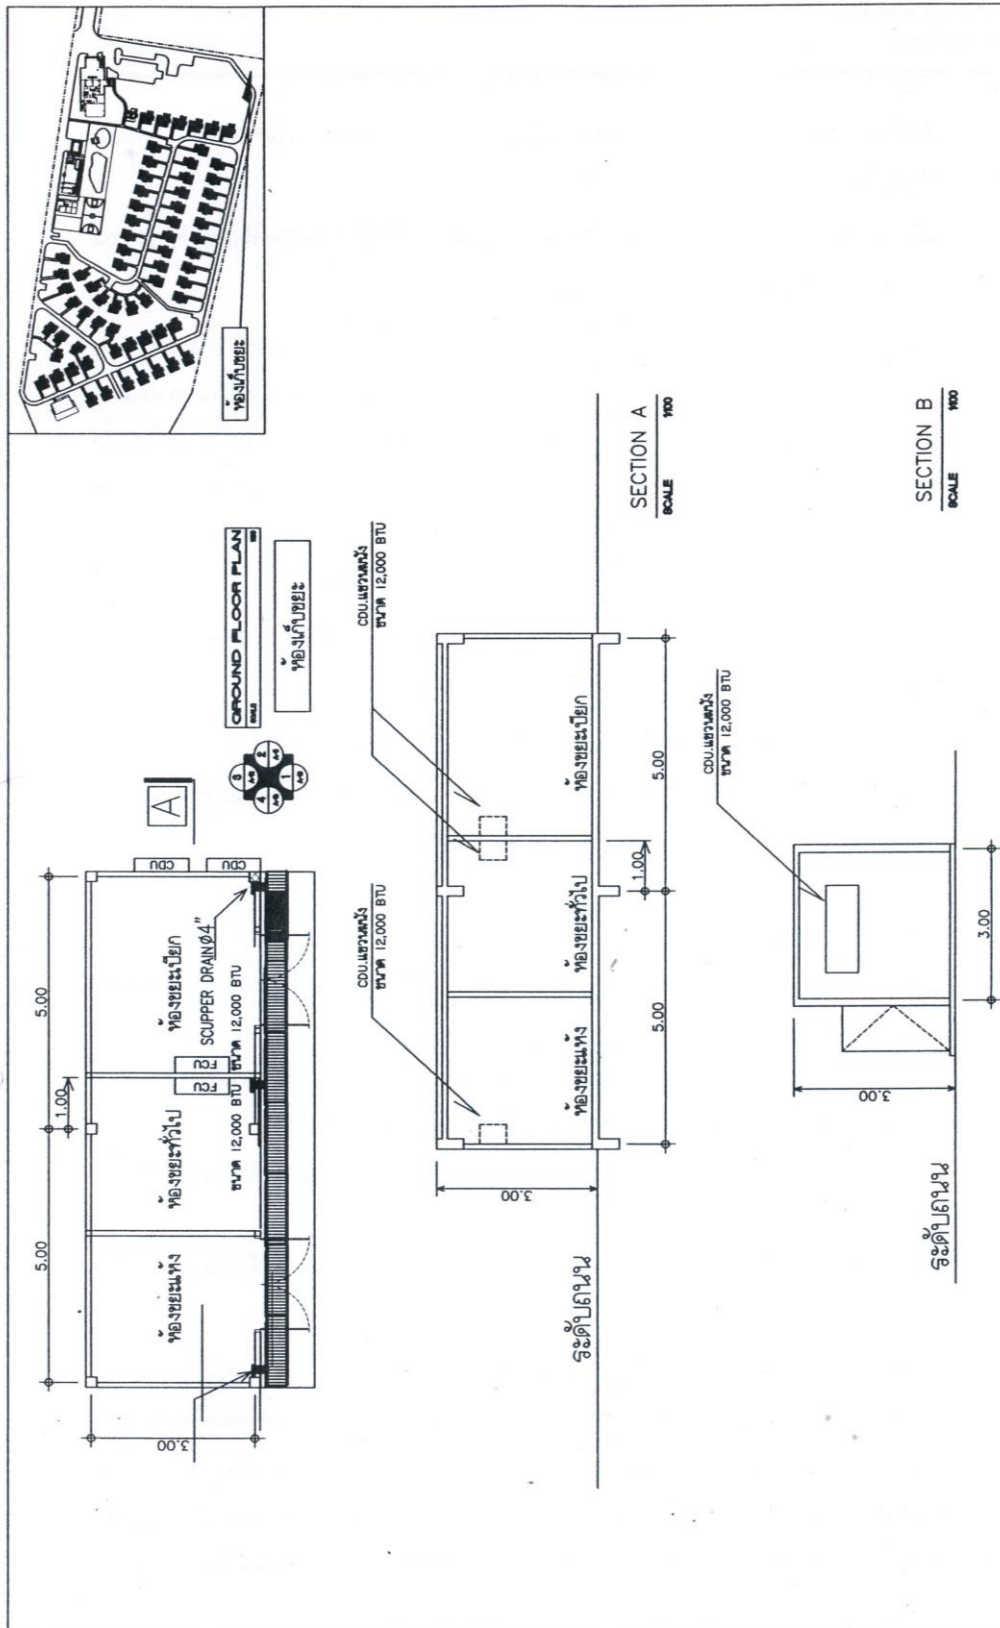 ห้องเก็บขยะ
GROUND FLOOR PLAN
SCALE
ห้องเก็บขยะ
A
3
2
4
1
5.00
5.00
1.00
3.00
ห้องขยะแห้ง
ห้องขยะทั่วไป
ห้องขยะเปียก
FCU
FCU
CDU
CDU
SCUPPER DRAINØ4"
ขนาด 12,000 BTU
ขนาด 12,000 BTU
CDU.แขวนผนัง
ขนาด 12,000 BTU
CDU.แขวนผนัง
ขนาด 12,000 BTU
3.00
ห้องขยะแห้ง
ห้องขยะทั่วไป
ห้องขยะเปียก
ระดับถนน
1.00
5.00
5.00
SECTION A
SCALE 1:100
CDU.แขวนผนัง
ขนาด 12,000 BTU
3.00
ระดับถนน
3.00
SECTION B
SCALE 1:100